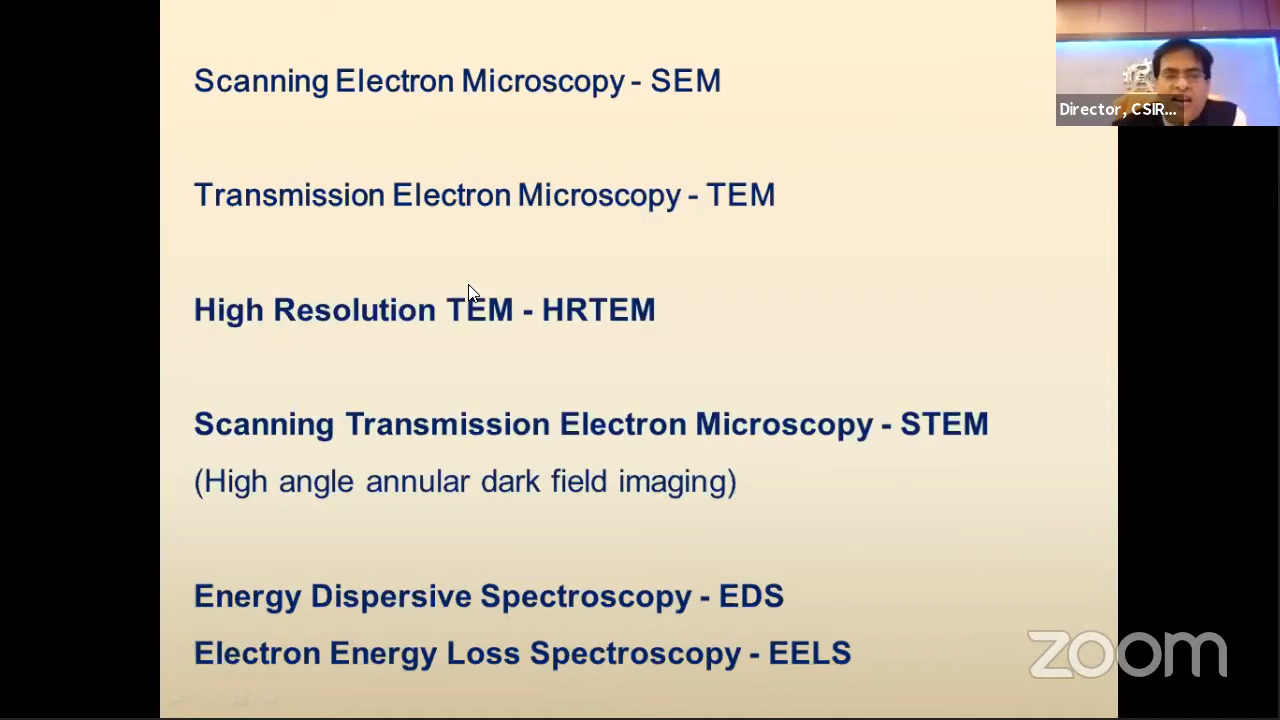 Scanning Electron Microscopy - SEM
Director, CSIR...
Transmission Electron Microscopy - TEM
High Resolution TEM - HRTEM
Scanning Transmission Electron Microscopy - STEM
(High angle annular dark field imaging)
Energy Dispersive Spectroscopy - EDS
Electron Energy Loss Spectroscopy - EELS
zoom